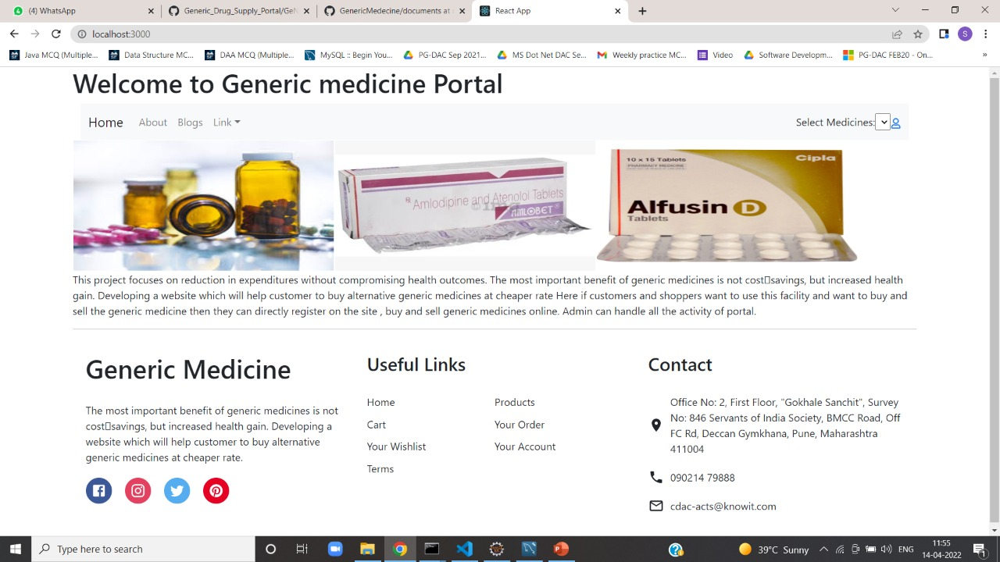 (4) WhatsApp
Generic_Drug_Supply_Portal/GeN
GenericMedecine/documents at
React App
localhost:3000
Java MCQ (Multiple...
Data Structure MC...
DAA MCQ (Multiple...
MySQL :: Begin You...
PG-DAC Sep 2021...
MS Dot Net DAC Se...
Weekly practice MC...
Video
Software Developm...
PG-DAC FEB20 - On...
»
S
Welcome to Generic medicine Portal
Home About Blogs Link Select Medicines:
Amlodipine and Atenolol Tablets
AMLOBET
10 x 15 Tablets
PHARMACY MEDICINE
Cipla
Alfusin D
Tablets
This project focuses on reduction in expenditures without compromising health outcomes. The most important benefit of generic medicines is not cost▯savings, but increased health
gain. Developing a website which will help customer to buy alternative generic medicines at cheaper rate Here if customers and shoppers want to use this facility and want to buy and
sell the generic medicine then they can directly register on the site , buy and sell generic medicines online. Admin can handle all the activity of portal.
Generic Medicine
The most important benefit of generic medicines is not
cost▯savings, but increased health gain. Developing a
website which will help customer to buy alternative
generic medicines at cheaper rate.
Useful Links
Home
Products
Cart
Your Order
Your Wishlist
Your Account
Terms
Contact
Office No: 2, First Floor, "Gokhale Sanchit", Survey
No: 846 Servants of India Society, BMCC Road, Off
FC Rd, Deccan Gymkhana, Pune, Maharashtra
411004
090214 79888
cdac-acts@knowit.com
Type here to search
39°C Sunny
ENG
11:55
14-04-2022
1